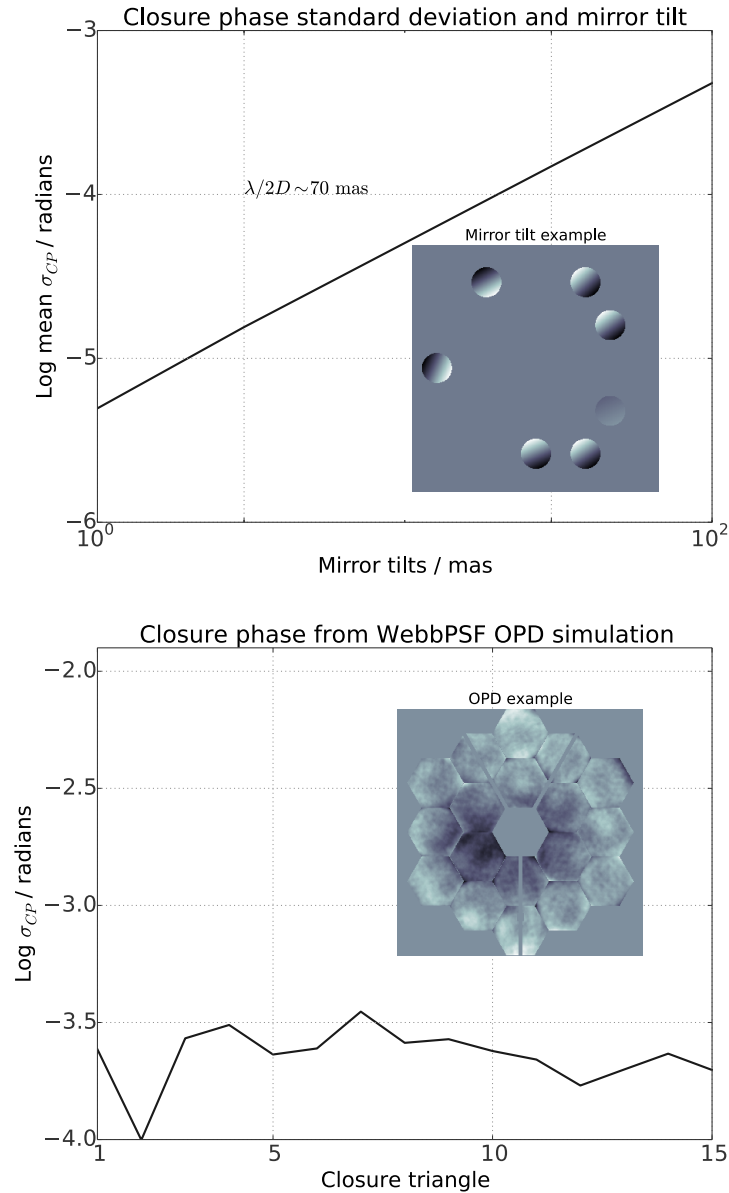 Closure phase standard deviation and mirror tilt
−3
−4
−5
−6
Log mean σCP / radians
λ/2D ~70 mas
Mirror tilt example
10^0
10^2
Mirror tilts / mas
Closure phase from WebbPSF OPD simulation
−2.0
−2.5
−3.0
−3.5
−4.0
Log σCP / radians
OPD example
1
5
10
15
Closure triangle